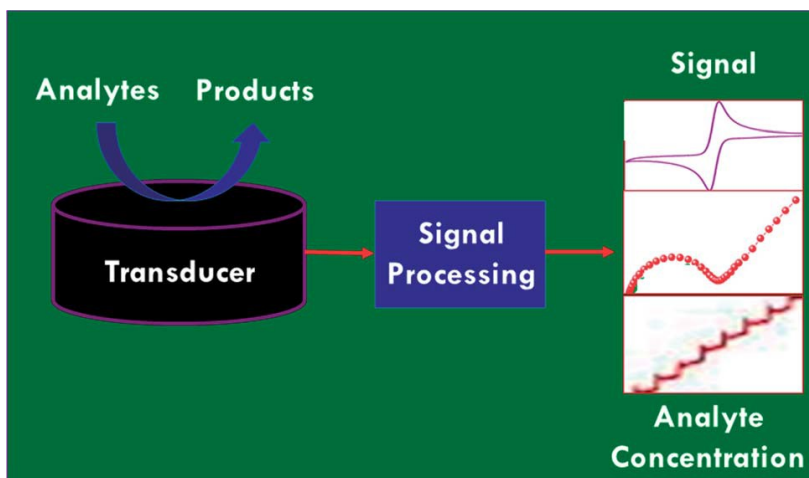 Signal
Analytes Products
Transducer
Signal
Processing
Analyte
Concentration